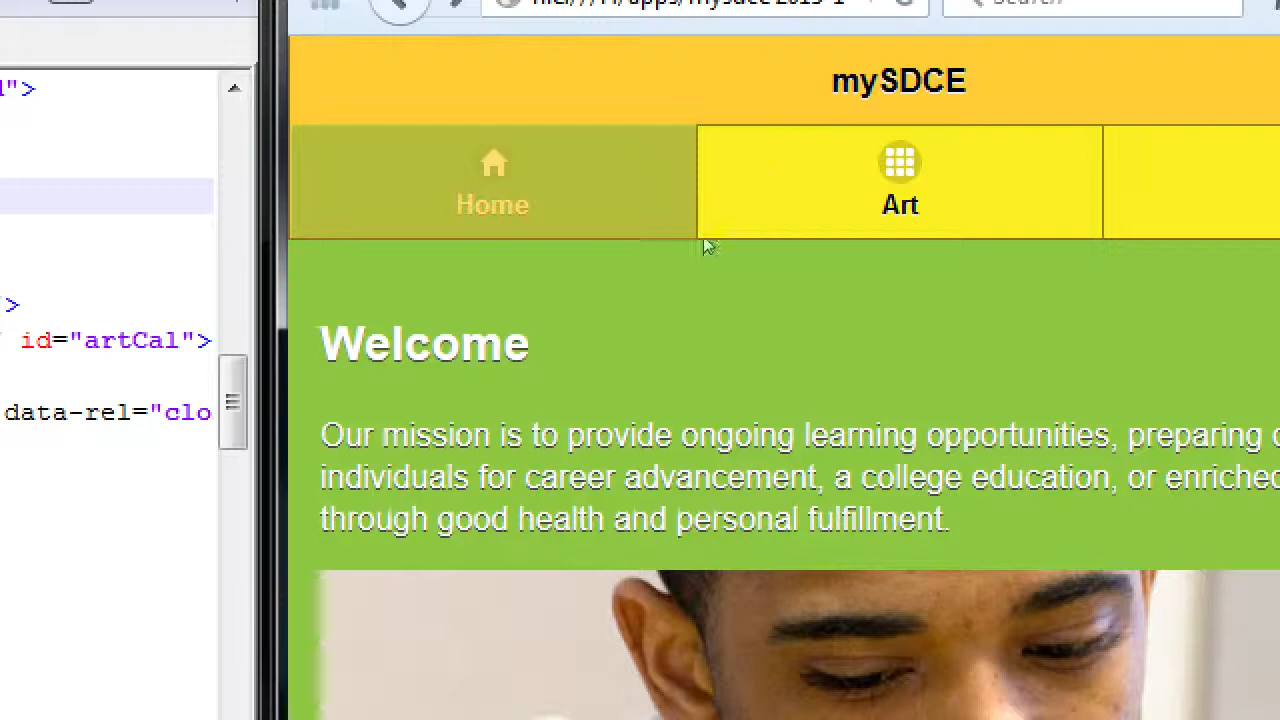 l">
">
id="artCal">
data-rel="clo
mySDCE
Home
Art
Welcome
Our mission is to provide ongoing learning opportunities, preparing
individuals for career advancement, a college education, or enriched
through good health and personal fulfillment.